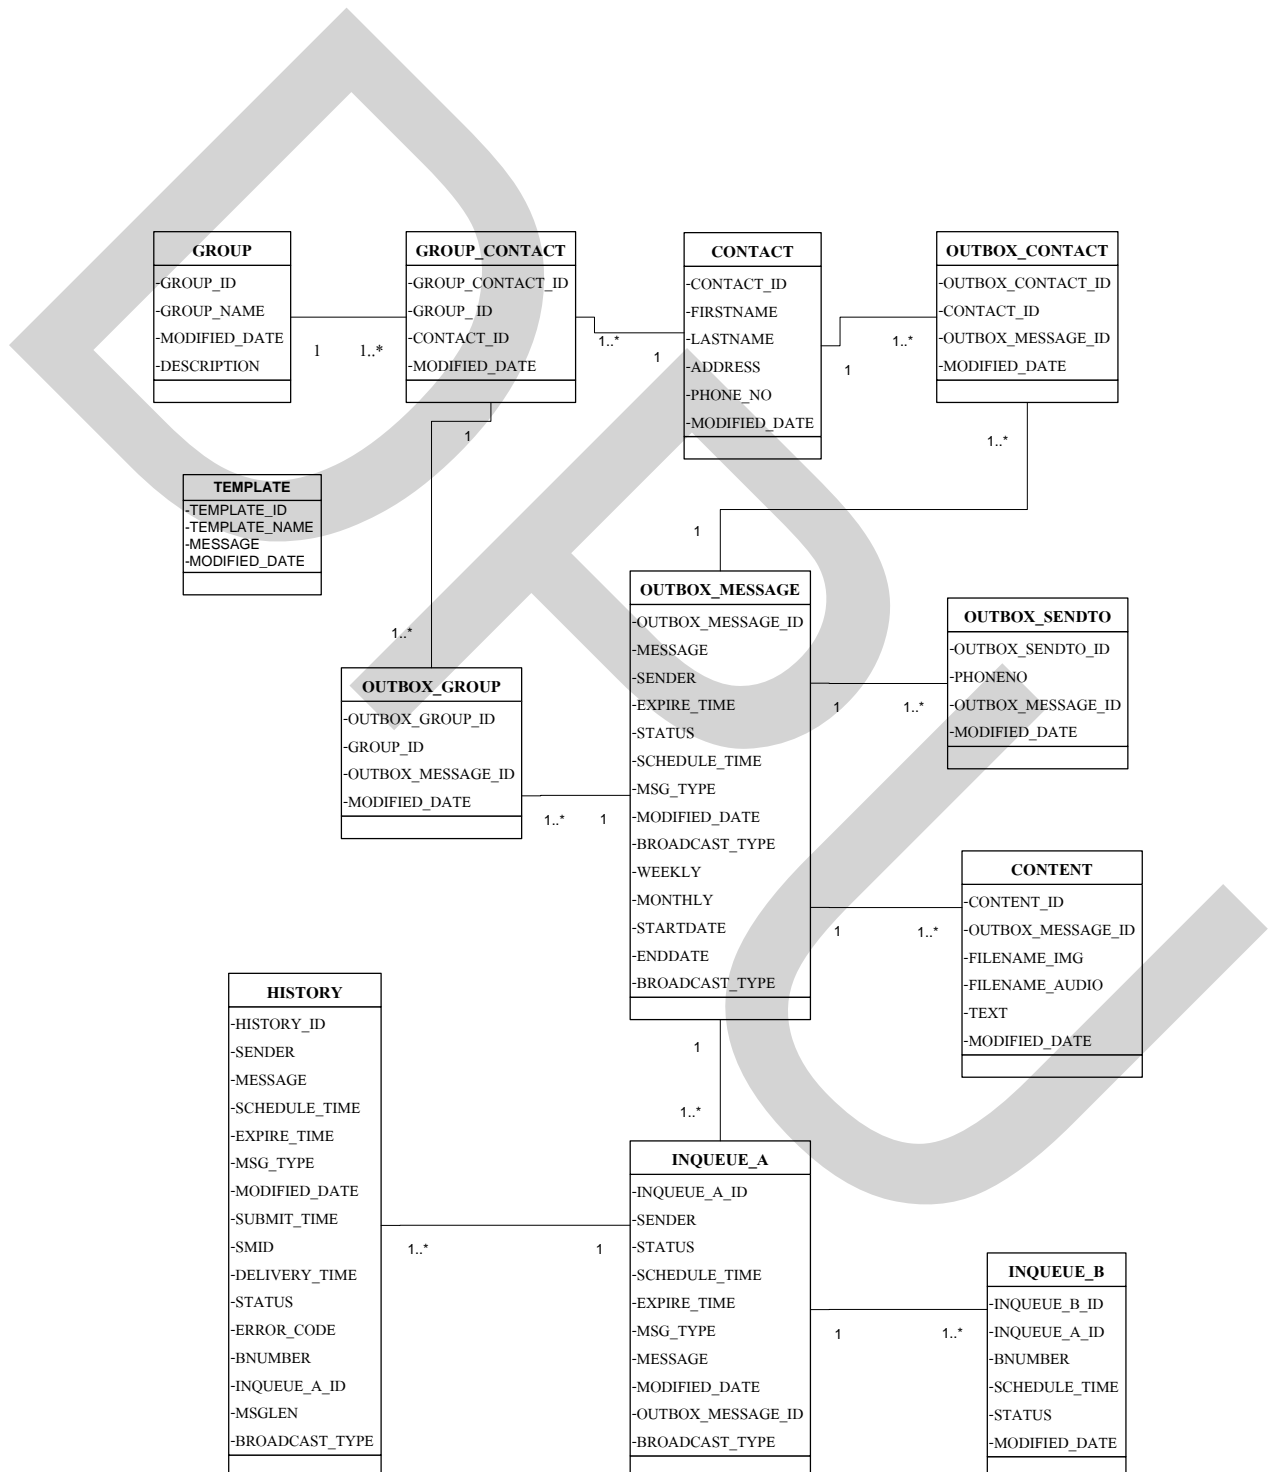 GROUP
-GROUP_ID
-GROUP_NAME
-MODIFIED_DATE
-DESCRIPTION
1
1..*
GROUP_CONTACT
-GROUP_CONTACT_ID
-GROUP_ ID
-CONTACT_ID
-MODIFIED_DATE
1..*
1
CONTACT
-CONTACT_ID
-FIRSTNAME
-LASTNAME
-ADDRESS
-PHONE_NO
-MODIFIED_DATE
1
1..*
OUTBOX_CONTACT
-OUTBOX_CONTACT_ID
-CONTACT_ID
-OUTBOX_MESSAGE_ID
-MODIFIED_DATE
1
1..*
TEMPLATE
-TEMPLATE_ID
-TEMPLATE_NAME
-MESSAGE
-MODIFIED_DATE
1
1..*
OUTBOX_GROUP
-OUTBOX_GROUP_ID
-GROUP_ID
-OUTBOX_MESSAGE_ID
-MODIFIED_DATE
1..*
1
OUTBOX_MESSAGE
-OUTBOX_MESSAGE_ID
-MESSAGE
-SENDER
-EXPIRE_TIME
-STATUS
-SCHEDULE_TIME
-MSG_TYPE
-MODIFIED_DATE
-BROADCAST_TYPE
-WEEKLY
-MONTHLY
-STARTDATE
-ENDDATE
-BROADCAST_TYPE
1
1..*
OUTBOX_SENDTO
-OUTBOX_SENDTO_ID
-PHONENO
-OUTBOX_MESSAGE_ID
-MODIFIED_DATE
1
1..*
CONTENT
-CONTENT_ID
-OUTBOX_MESSAGE_ID
-FILENAME_IMG
-FILENAME_AUDIO
-TEXT
-MODIFIED_DATE
1
1..*
HISTORY
-HISTORY_ID
-SENDER
-MESSAGE
-SCHEDULE_TIME
-EXPIRE_TIME
-MSG_TYPE
-MODIFIED_DATE
-SUBMIT_TIME
-SMID
-DELIVERY_TIME
-STATUS
-ERROR_CODE
-BNUMBER
-INQUEUE_A_ID
-MSGLEN
-BROADCAST_TYPE
1..*
1
INQUEUE_A
-INQUEUE_A_ID
-SENDER
-STATUS
-SCHEDULE_TIME
-EXPIRE_TIME
-MSG_TYPE
-MESSAGE
-MODIFIED_DATE
-OUTBOX_MESSAGE_ID
-BROADCAST_TYPE
1
1..*
INQUEUE_B
-INQUEUE_B_ID
-INQUEUE_A_ID
-BNUMBER
-SCHEDULE_TIME
-STATUS
-MODIFIED_DATE
DPU